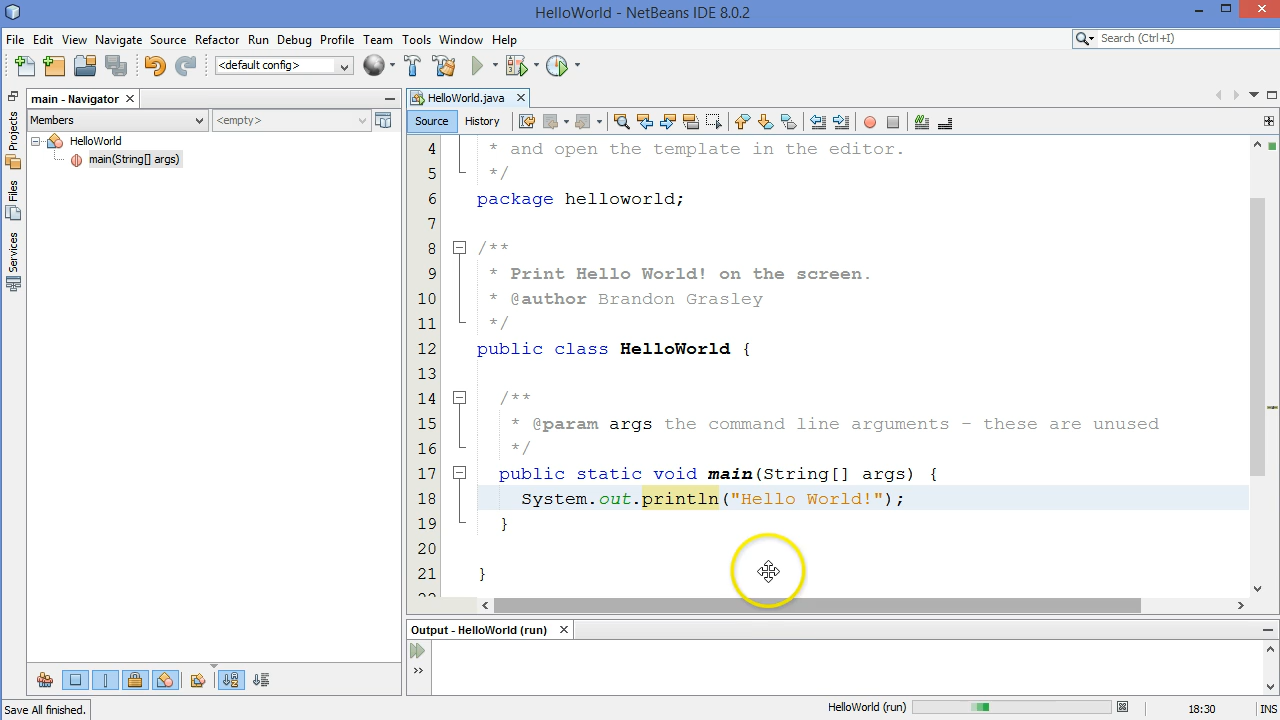 HelloWorld - NetBeans IDE 8.0.2
File Edit View Navigate Source Refactor Run Debug Profile Team Tools Window Help
Search (Ctrl+I)
<default config>
main - Navigator
Members
<empty>
HelloWorld
main(String[] args)
Projects
Files
Services
HelloWorld.java
Source History
4 * and open the template in the editor.
5 */
6 package helloworld;
7
8 /**
9 * Print Hello World! on the screen.
10 * @author Brandon Grasley
11 */
12 public class HelloWorld {
13
14 /**
15 * @param args the command line arguments - these are unused
16 */
17 public static void main(String[] args) {
18 System.out.println("Hello World!");
19 }
20
21 }
Output - HelloWorld (run)
Save All finished.
HelloWorld (run)
18:30
INS